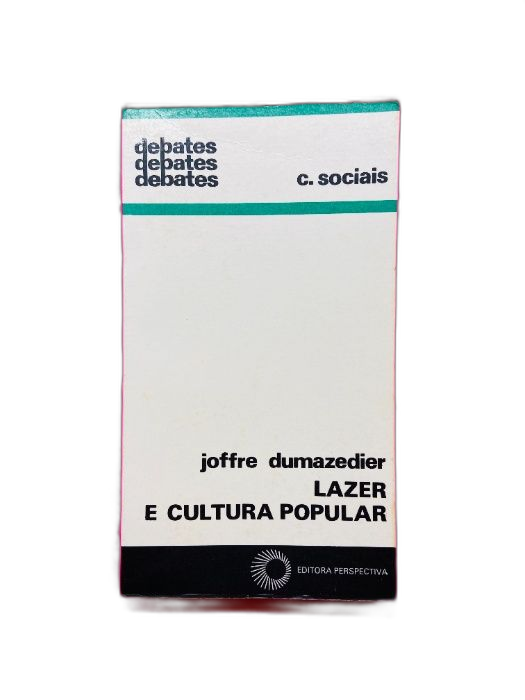 debates
debates
debates
c. sociais
joffre dumazedier
LAZER
E CULTURA POPULAR
EDITORA PERSPECTIVA